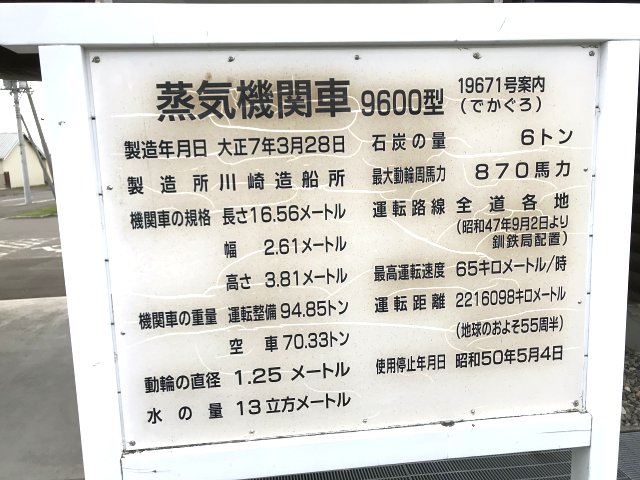 蒸気機関車 9600型 19671号案内
(でかぐろ)
製造年月日 大正7年3月28日
製造所川崎造船所
機関車の規格 長さ16.56メートル
幅 2.61メートル
高さ 3.81メートル
機関車の重量 運転整備 94.85トン
空車 70.33トン
動輪の直径 1.25メートル
水の量 13立方メートル
石炭の量 6トン
最大動輪周馬力 870馬力
運転路線 全道各地
(昭和47年9月2日より
釧鉄局配置)
最高運転速度 65キロメートル/時
運転距離 2216098キロメートル
(地球のおよそ55周半)
使用停止年月日 昭和50年5月4日